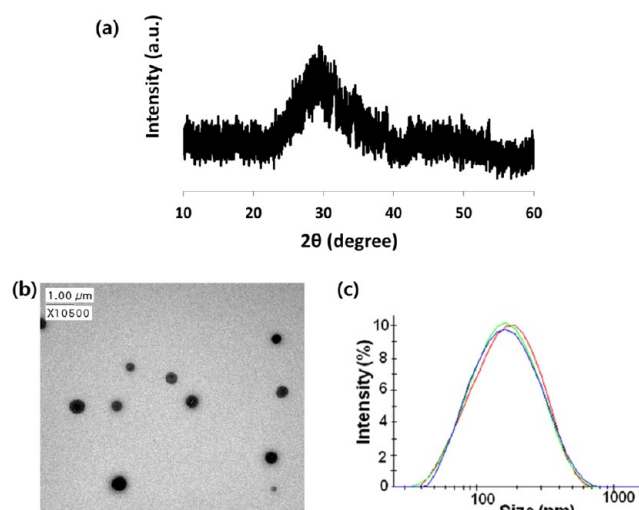 (a)
Intensity (a.u.)
10 20 30 40 50 60
2θ (degree)
(b)
1.00 μm
X10500
(c)
Intensity (%)
10
8
6
4
2
0
100 1000
Size (nm)